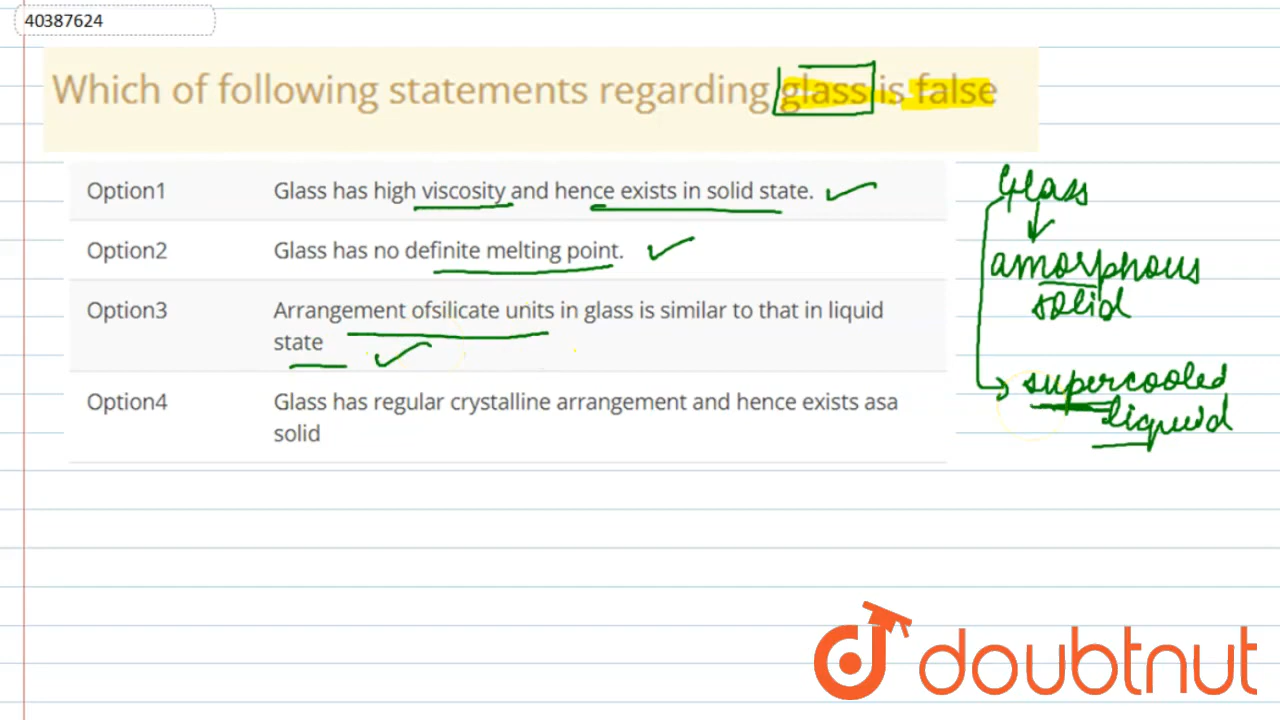 40387624
Which of following statements regarding glass is false
Option1 Glass has high viscosity and hence exists in solid state.
Option2 Glass has no definite melting point.
Option3 Arrangement ofsilicate units in glass is similar to that in liquid
state
Option4 Glass has regular crystalline arrangement and hence exists asa
solid
Glass
amorphous
solid
supercooled
liquid
doubtnut